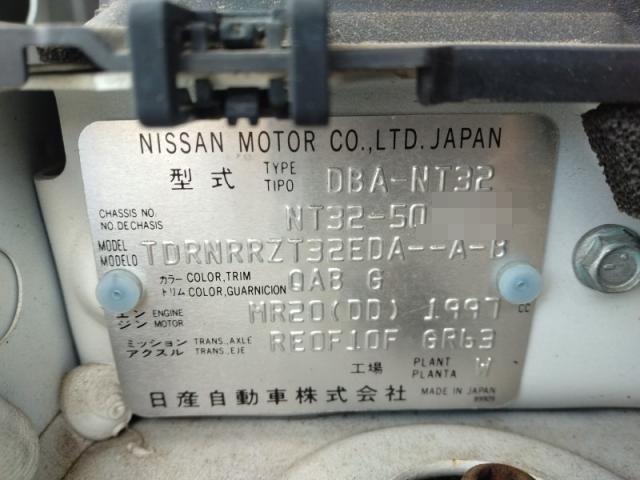 NISSAN MOTOR CO.,LTD. JAPAN
型式 TYPE TIPO DBA-NT32
CHASSIS NO. NO.DE CHASIS NT32-50
MODEL MODELO TDRNRRZT32EDA--A-B
カラー COLOR,TRIM トリム COLOR,GUARNICION QAB G
エンジン ENGINE MOTOR MR20(DD) 1997 CC
ミッション TRANS.,AXLE アクスル TRANS.,EJE RE0F10F GR63
工場 PLANT PLANTA W
日産自動車株式会社 MADE IN JAPAN